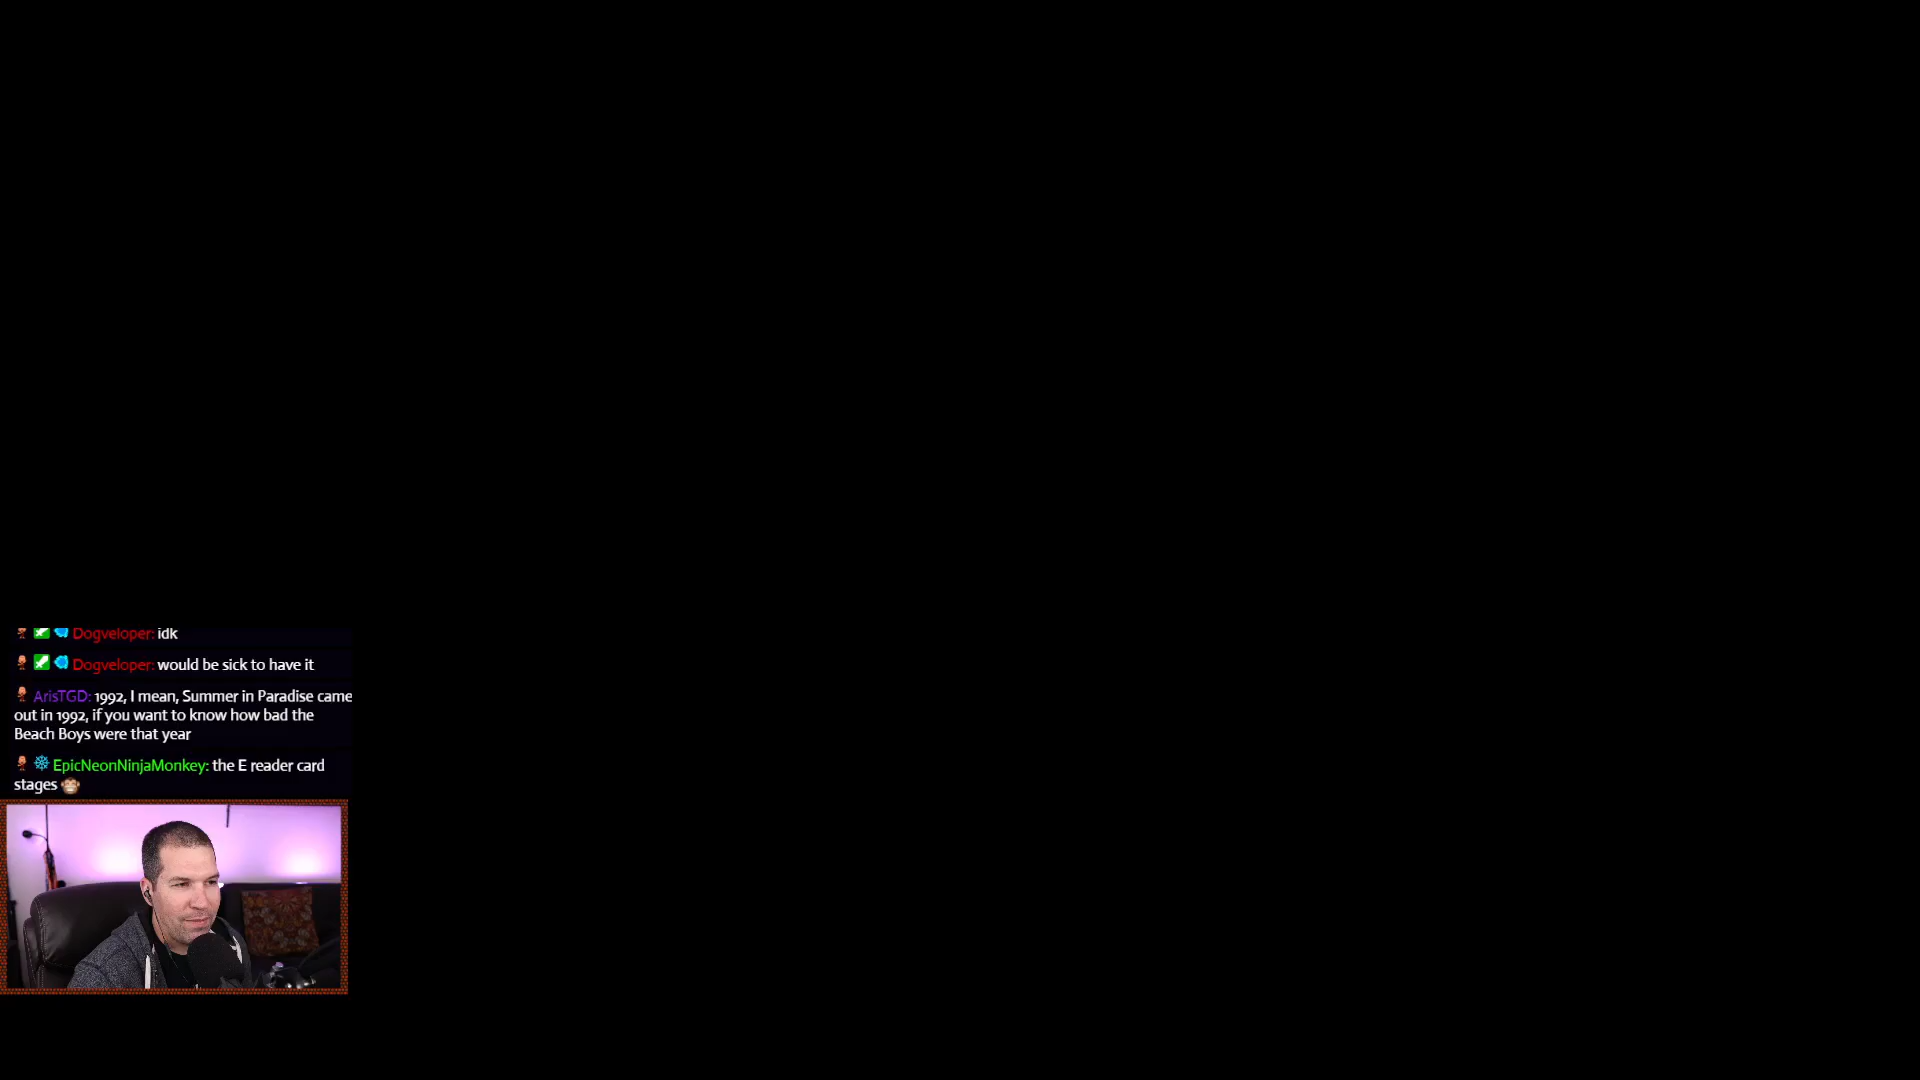 Dogveloper: idk
Dogveloper: would be sick to have it
ArisTGD: 1992, I mean, Summer in Paradise came
out in 1992, if you want to know how bad the
Beach Boys were that year
EpicNeonNinjaMonkey: the E reader card
stages